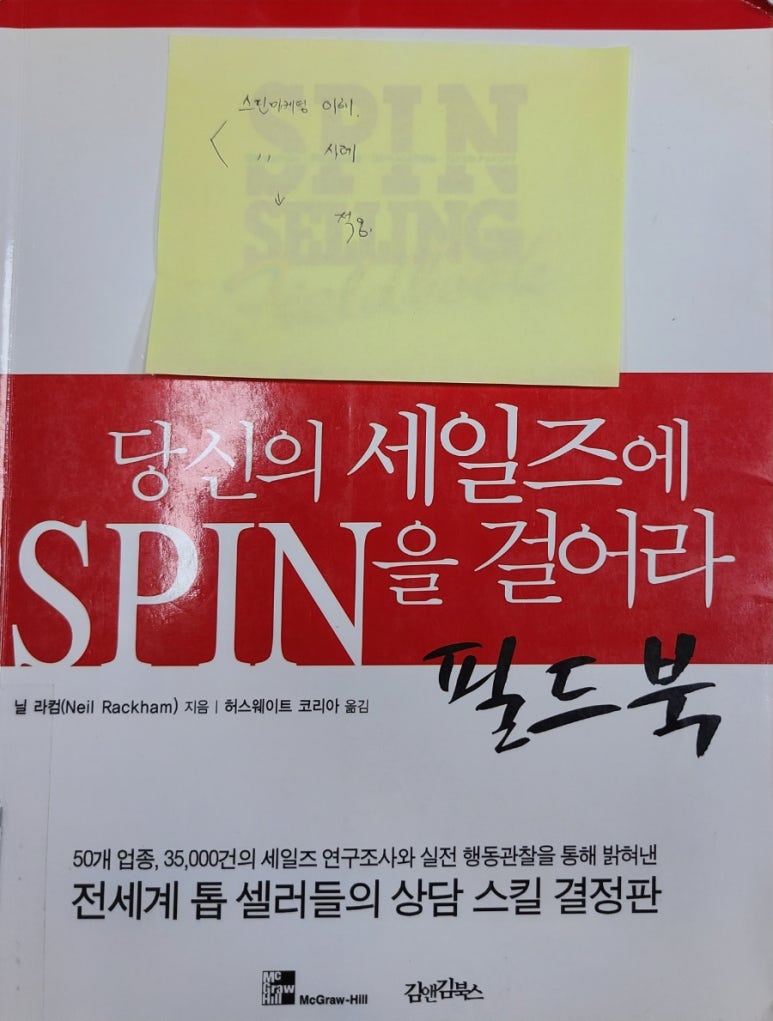 스핀마케팅 이해.
〃 사례
↓
적용.
SPIN
SELLING
Fieldbook
당신의 세일즈에
SPIN을 걸어라
필드북
닐 라컴(Neil Rackham) 지음 | 허스웨이트 코리아 옮김
50개 업종, 35,000건의 세일즈 연구조사와 실전 행동관찰을 통해 밝혀낸
전세계 톱 셀러들의 상담 스킬 결정판
Mc
Graw
Hill McGraw-Hill 김앤김북스